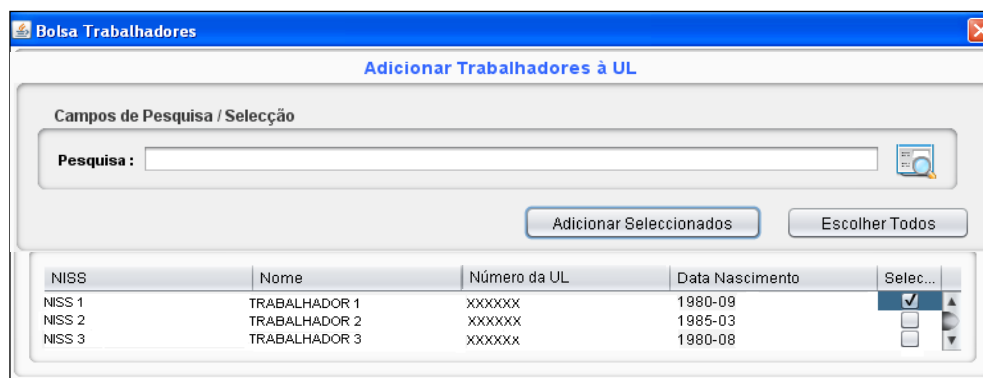 Bolsa Trabalhadores
Adicionar Trabalhadores à UL
Campos de Pesquisa / Selecção
Pesquisa :
Adicionar Seleccionados Escolher Todos
NISS Nome Número da UL Data Nascimento Selec...
NISS 1 TRABALHADOR 1 XXXXXX 1980-09
NISS 2 TRABALHADOR 2 XXXXXX 1985-03
NISS 3 TRABALHADOR 3 XXXXXX 1980-08